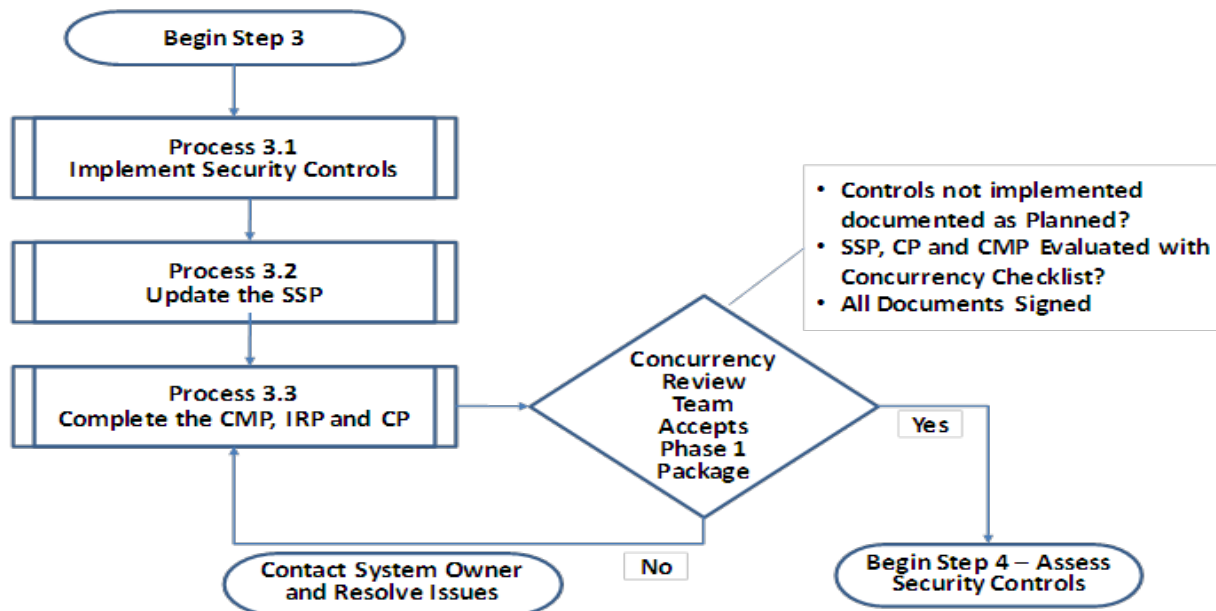 Begin Step 3
Process 3.1
Implement Security Controls
Process 3.2
Update the SSP
Process 3.3
Complete the CMP, IRP and CP
• Controls not implemented
documented as Planned?
• SSP, CP and CMP Evaluated with
Concurrency Checklist?
• All Documents Signed
Concurrency
Review
Team
Accepts
Phase 1
Package
Yes
No
Contact System Owner
and Resolve Issues
Begin Step 4 – Assess
Security Controls